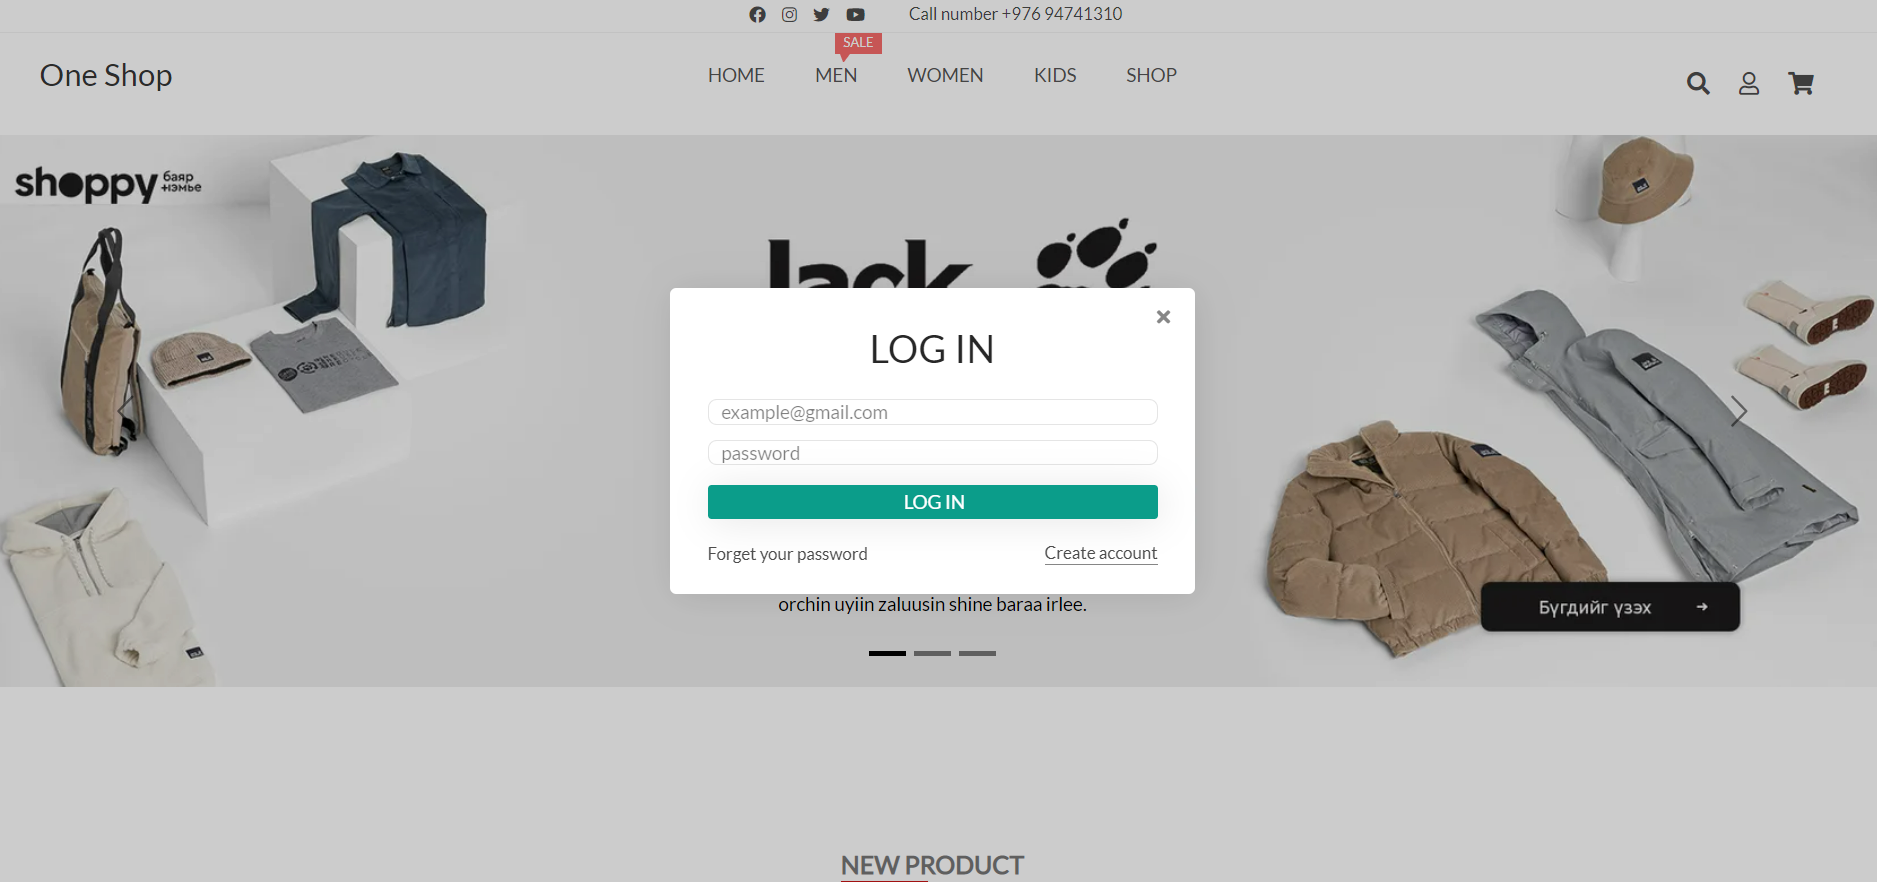 Call number +976 94741310
SALE
One Shop
HOME
MEN
WOMEN
KIDS
SHOP
shoppy
баяр
+нэмье
Jack
LOG IN
example@gmail.com
password
LOG IN
Forget your password
Create account
orchin uyiin zaluusin shine baraa irlee.
Бүгдийг үзэх
NEW PRODUCT